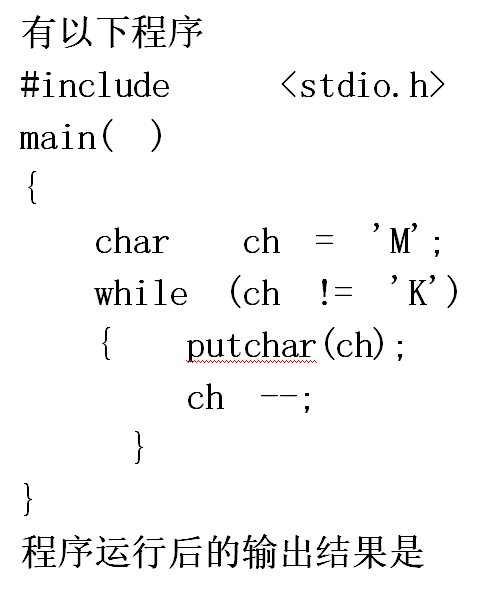 有以下程序
#include <stdio.h>
main( )
{
char ch = 'M';
while (ch != 'K')
{ putchar(ch);
ch --;
}
}
程序运行后的输出结果是